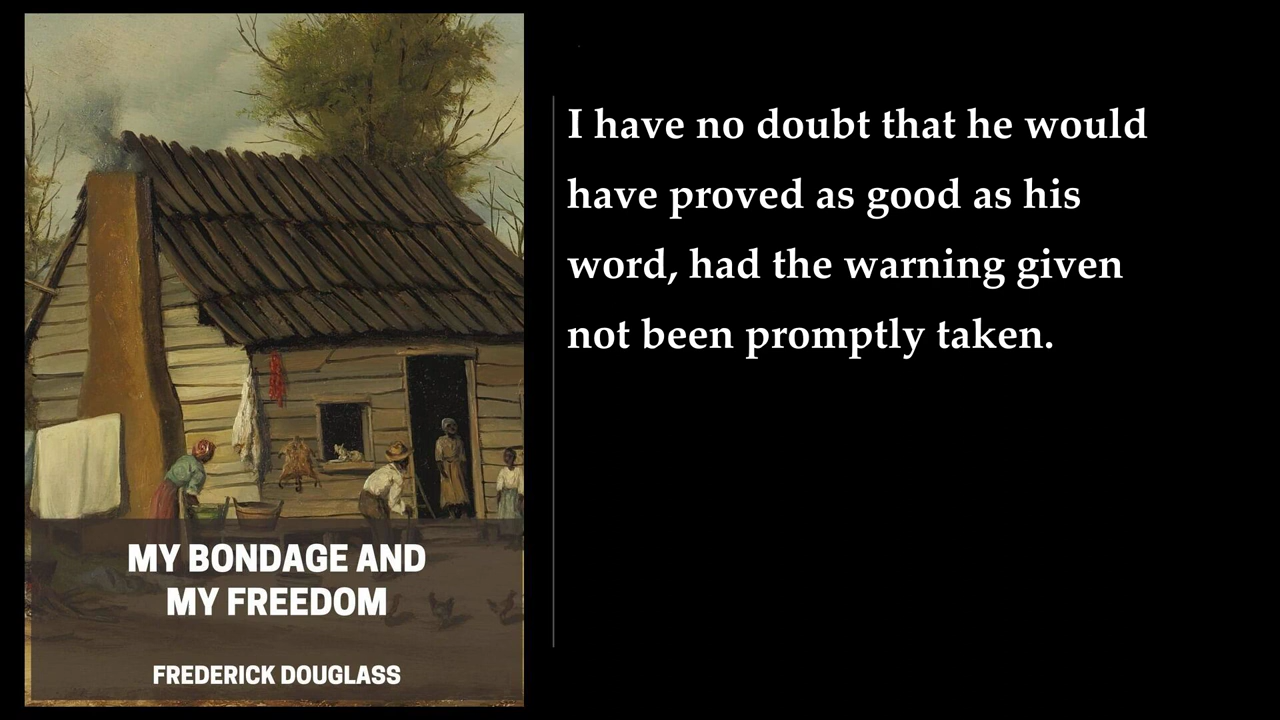 MY BONDAGE AND
MY FREEDOM
FREDERICK DOUGLASS
I have no doubt that he would
have proved as good as his
word, had the warning given
not been promptly taken.